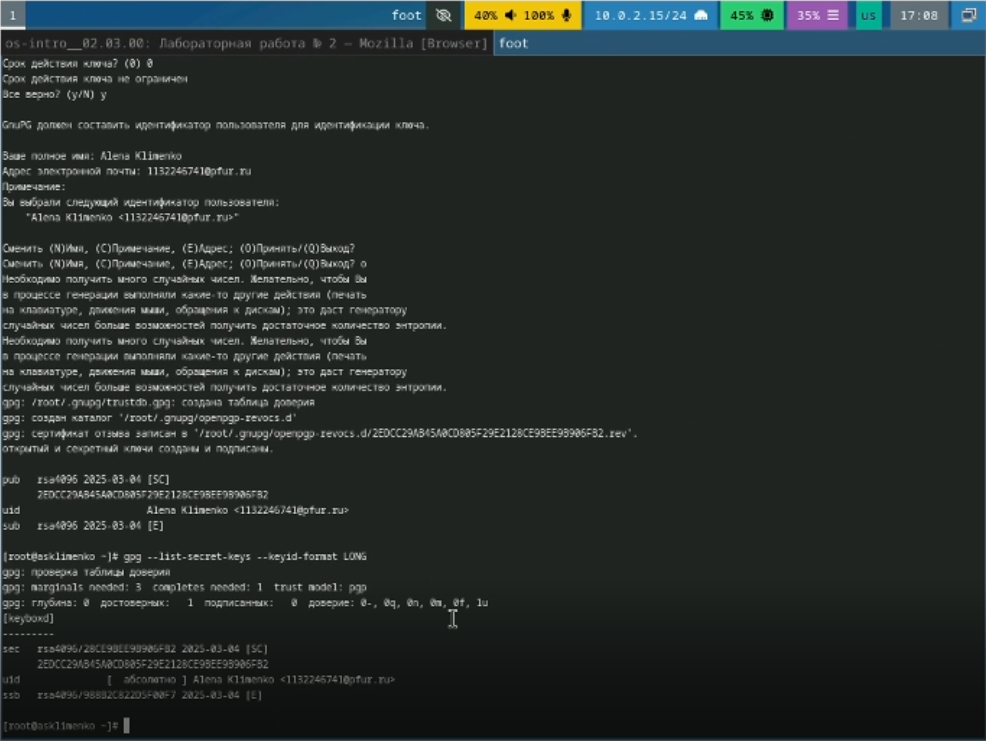 1 foot 40% 100% 10.0.2.15/24 45% 35% us 17:08
os-intro__02.03.00: Лабораторная работа № 2 — Mozilla [Browser] foot
Срок действия ключа? (0) 0
Срок действия ключа не ограничен
Все верно? (y/N) y
GnuPG должен составить идентификатор пользователя для идентификации ключа.
Ваше полное имя: Alena Klimenko
Адрес электронной почты: 1132246741@pfur.ru
Примечание:
Вы выбрали следующий идентификатор пользователя:
"Alena Klimenko <1132246741@pfur.ru>"
Сменить (N)Имя, (C)Примечание, (E)Адрес; (O)Принять/(Q)Выход?
Сменить (N)Имя, (C)Примечание, (E)Адрес; (O)Принять/(Q)Выход? o
Необходимо получить много случайных чисел. Желательно, чтобы Вы
в процессе генерации выполняли какие-то другие действия (печать
на клавиатуре, движения мыши, обращения к дискам); это даст генератору
случайных чисел больше возможностей получить достаточное количество энтропии.
Необходимо получить много случайных чисел. Желательно, чтобы Вы
в процессе генерации выполняли какие-то другие действия (печать
на клавиатуре, движения мыши, обращения к дискам); это даст генератору
случайных чисел больше возможностей получить достаточное количество энтропии.
gpg: /root/.gnupg/trustdb.gpg: создана таблица доверия
gpg: создан каталог '/root/.gnupg/openpgp-revocs.d'
gpg: сертификат отзыва записан в '/root/.gnupg/openpgp-revocs.d/2EDCC29AB45A0CD805F29E2128CE9BEE9B906FB2.rev'.
открытый и секретный ключи созданы и подписаны.
pub rsa4096 2025-03-04 [SC]
2EDCC29AB45A0CD805F29E2128CE9BEE9B906FB2
uid Alena Klimenko <1132246741@pfur.ru>
sub rsa4096 2025-03-04 [E]
[root@asklimenko ~]# gpg --list-secret-keys --keyid-format LONG
gpg: проверка таблицы доверия
gpg: marginals needed: 3 completes needed: 1 trust model: pgp
gpg: глубина: 0 достоверных: 1 подписанных: 0 доверие: 0-, 0q, 0n, 0m, 0f, 1u
[keyboxd]
---------
sec rsa4096/28CE9BEE9B906FB2 2025-03-04 [SC]
2EDCC29AB45A0CD805F29E2128CE9BEE9B906FB2
uid [ абсолютно ] Alena Klimenko <1132246741@pfur.ru>
ssb rsa4096/988B2C822D5F00F7 2025-03-04 [E]
[root@asklimenko ~]#